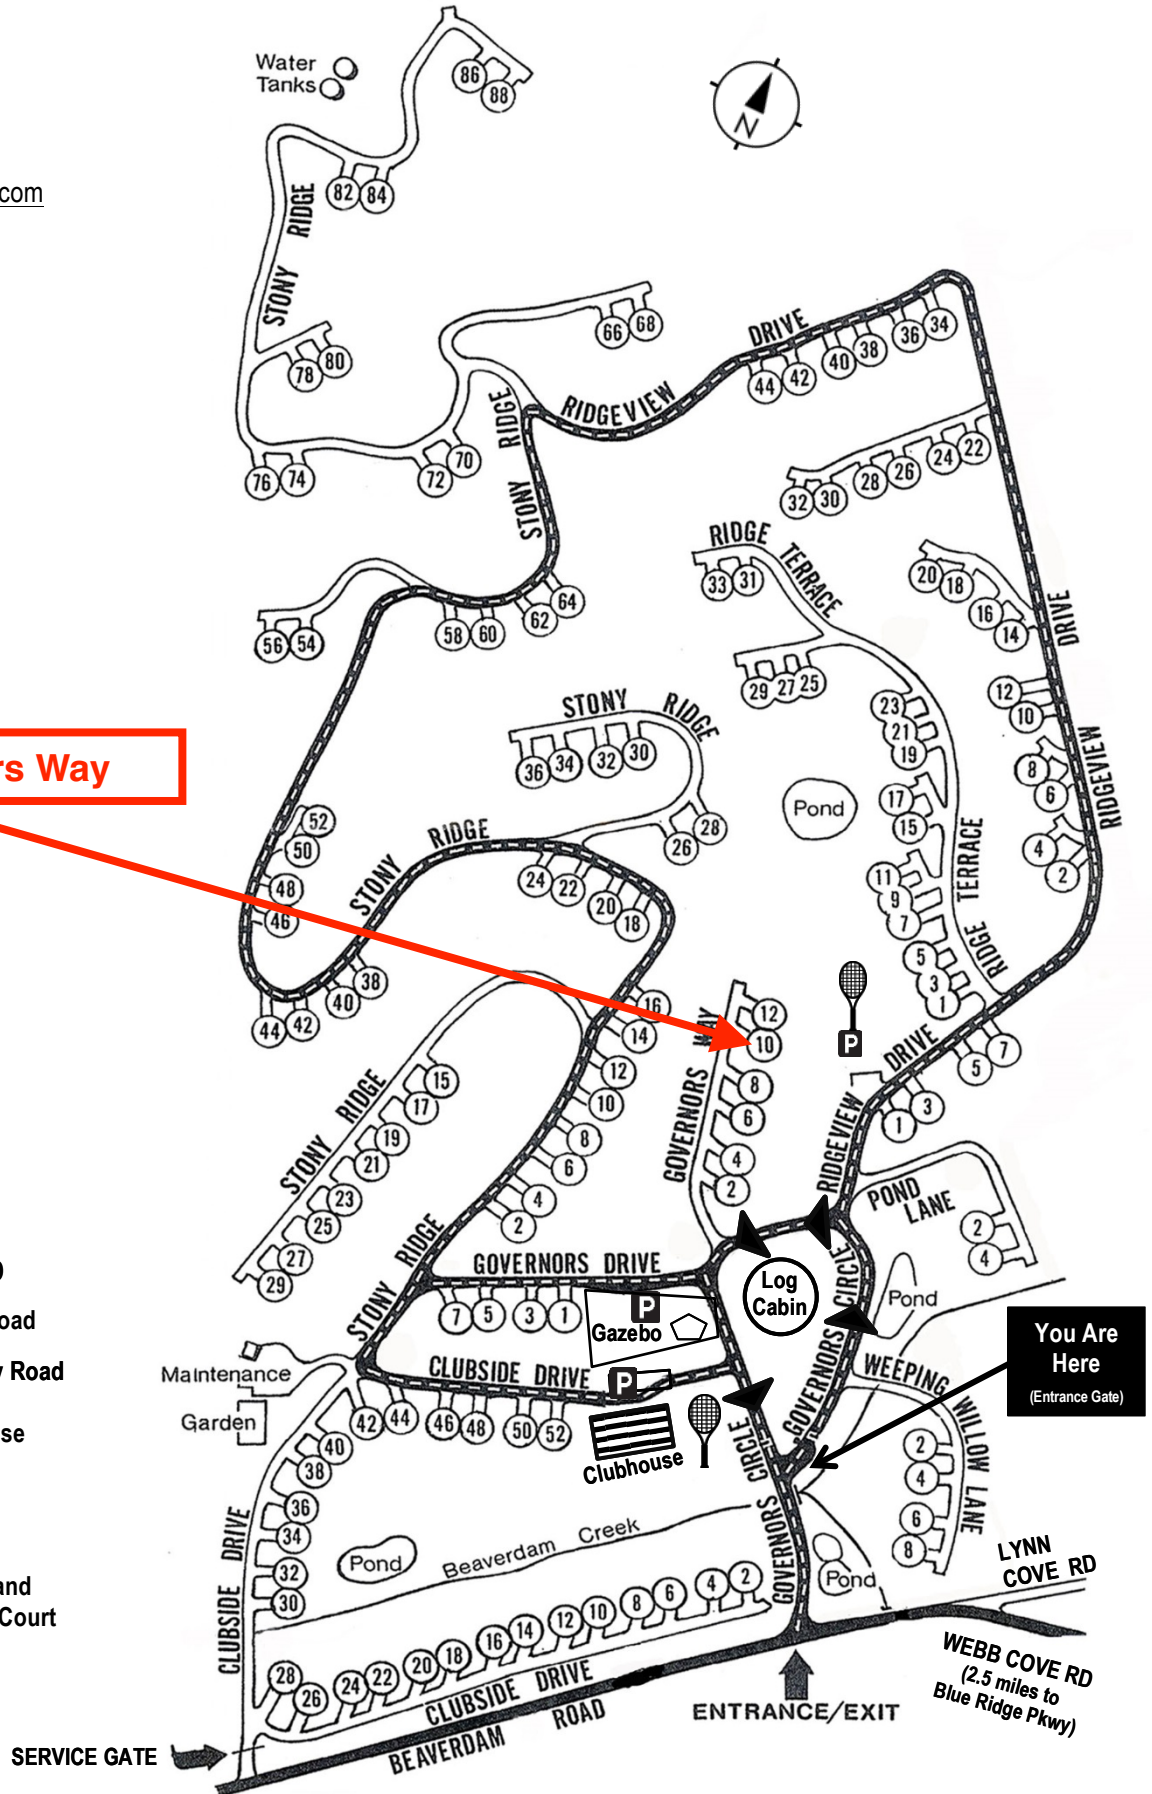 Water
Tanks
86
88
N
82
84
com
STONY RIDGE
66
68
DRIVE
34
36
38
40
42
44
78
80
RIDGEVIEW
STONY RIDGE
70
72
74
76
22
24
26
28
30
32
RIDGE TERRACE
33
31
20
18
16
14
DRIVE
64
62
60
58
56
54
29
27
25
12
10
STONY RIDGE
36
34
32
30
23
21
19
8
6
RIDGEVIEW
rs Way
Pond
17
15
4
2
52
50
48
46
STONY RIDGE
28
26
24
22
20
18
11
9
7
RIDGE TERRACE
5
3
1
38
40
42
44
16
14
12
10
8
6
4
2
GOVERNORS WAY
12
10
8
6
4
2
P
RIDGEVIEW DRIVE
7
5
3
1
STONY RIDGE
15
17
19
21
23
25
27
29
POND
LANE
2
4
STONY RIDGE
GOVERNORS DRIVE
7
5
3
1
P
Gazebo
Log
Cabin
GOVERNORS CIRCLE
Pond
oad
y Road
se
and
Court
You Are
Here
(Entrance Gate)
Maintenance
Garden
CLUBSIDE DRIVE
P
42
44
46
48
50
52
Clubhouse
GOVERNORS CIRCLE
WEEPING WILLOW LANE
2
4
6
8
40
38
36
34
32
30
CLUBSIDE DRIVE
Pond
Beaverdam Creek
Pond
LYNN
COVE RD
28
26
24
22
20
18
16
14
12
10
8
6
4
2
CLUBSIDE DRIVE
BEAVERDAM ROAD
ENTRANCE/EXIT
WEBB COVE RD
(2.5 miles to
Blue Ridge Pkwy)
SERVICE GATE